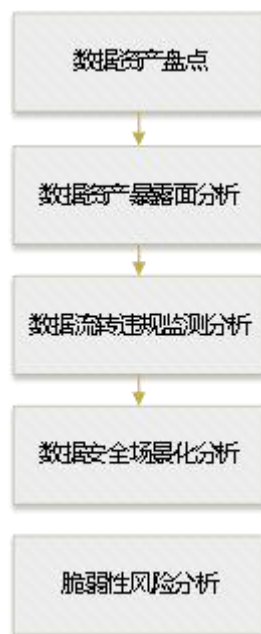 数据资产盘点
数据资产暴露面分析
数据流转违规监测分析
数据安全场景化分析
脆弱性风险分析